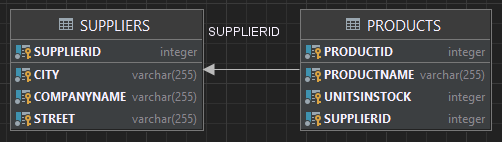 SUPPLIERS
SUPPLIERID integer
CITY varchar(255)
COMPANYNAME varchar(255)
STREET varchar(255)
SUPPLIERID
PRODUCTS
PRODUCTID integer
PRODUCTNAME varchar(255)
UNITSINSTOCK integer
SUPPLIERID integer